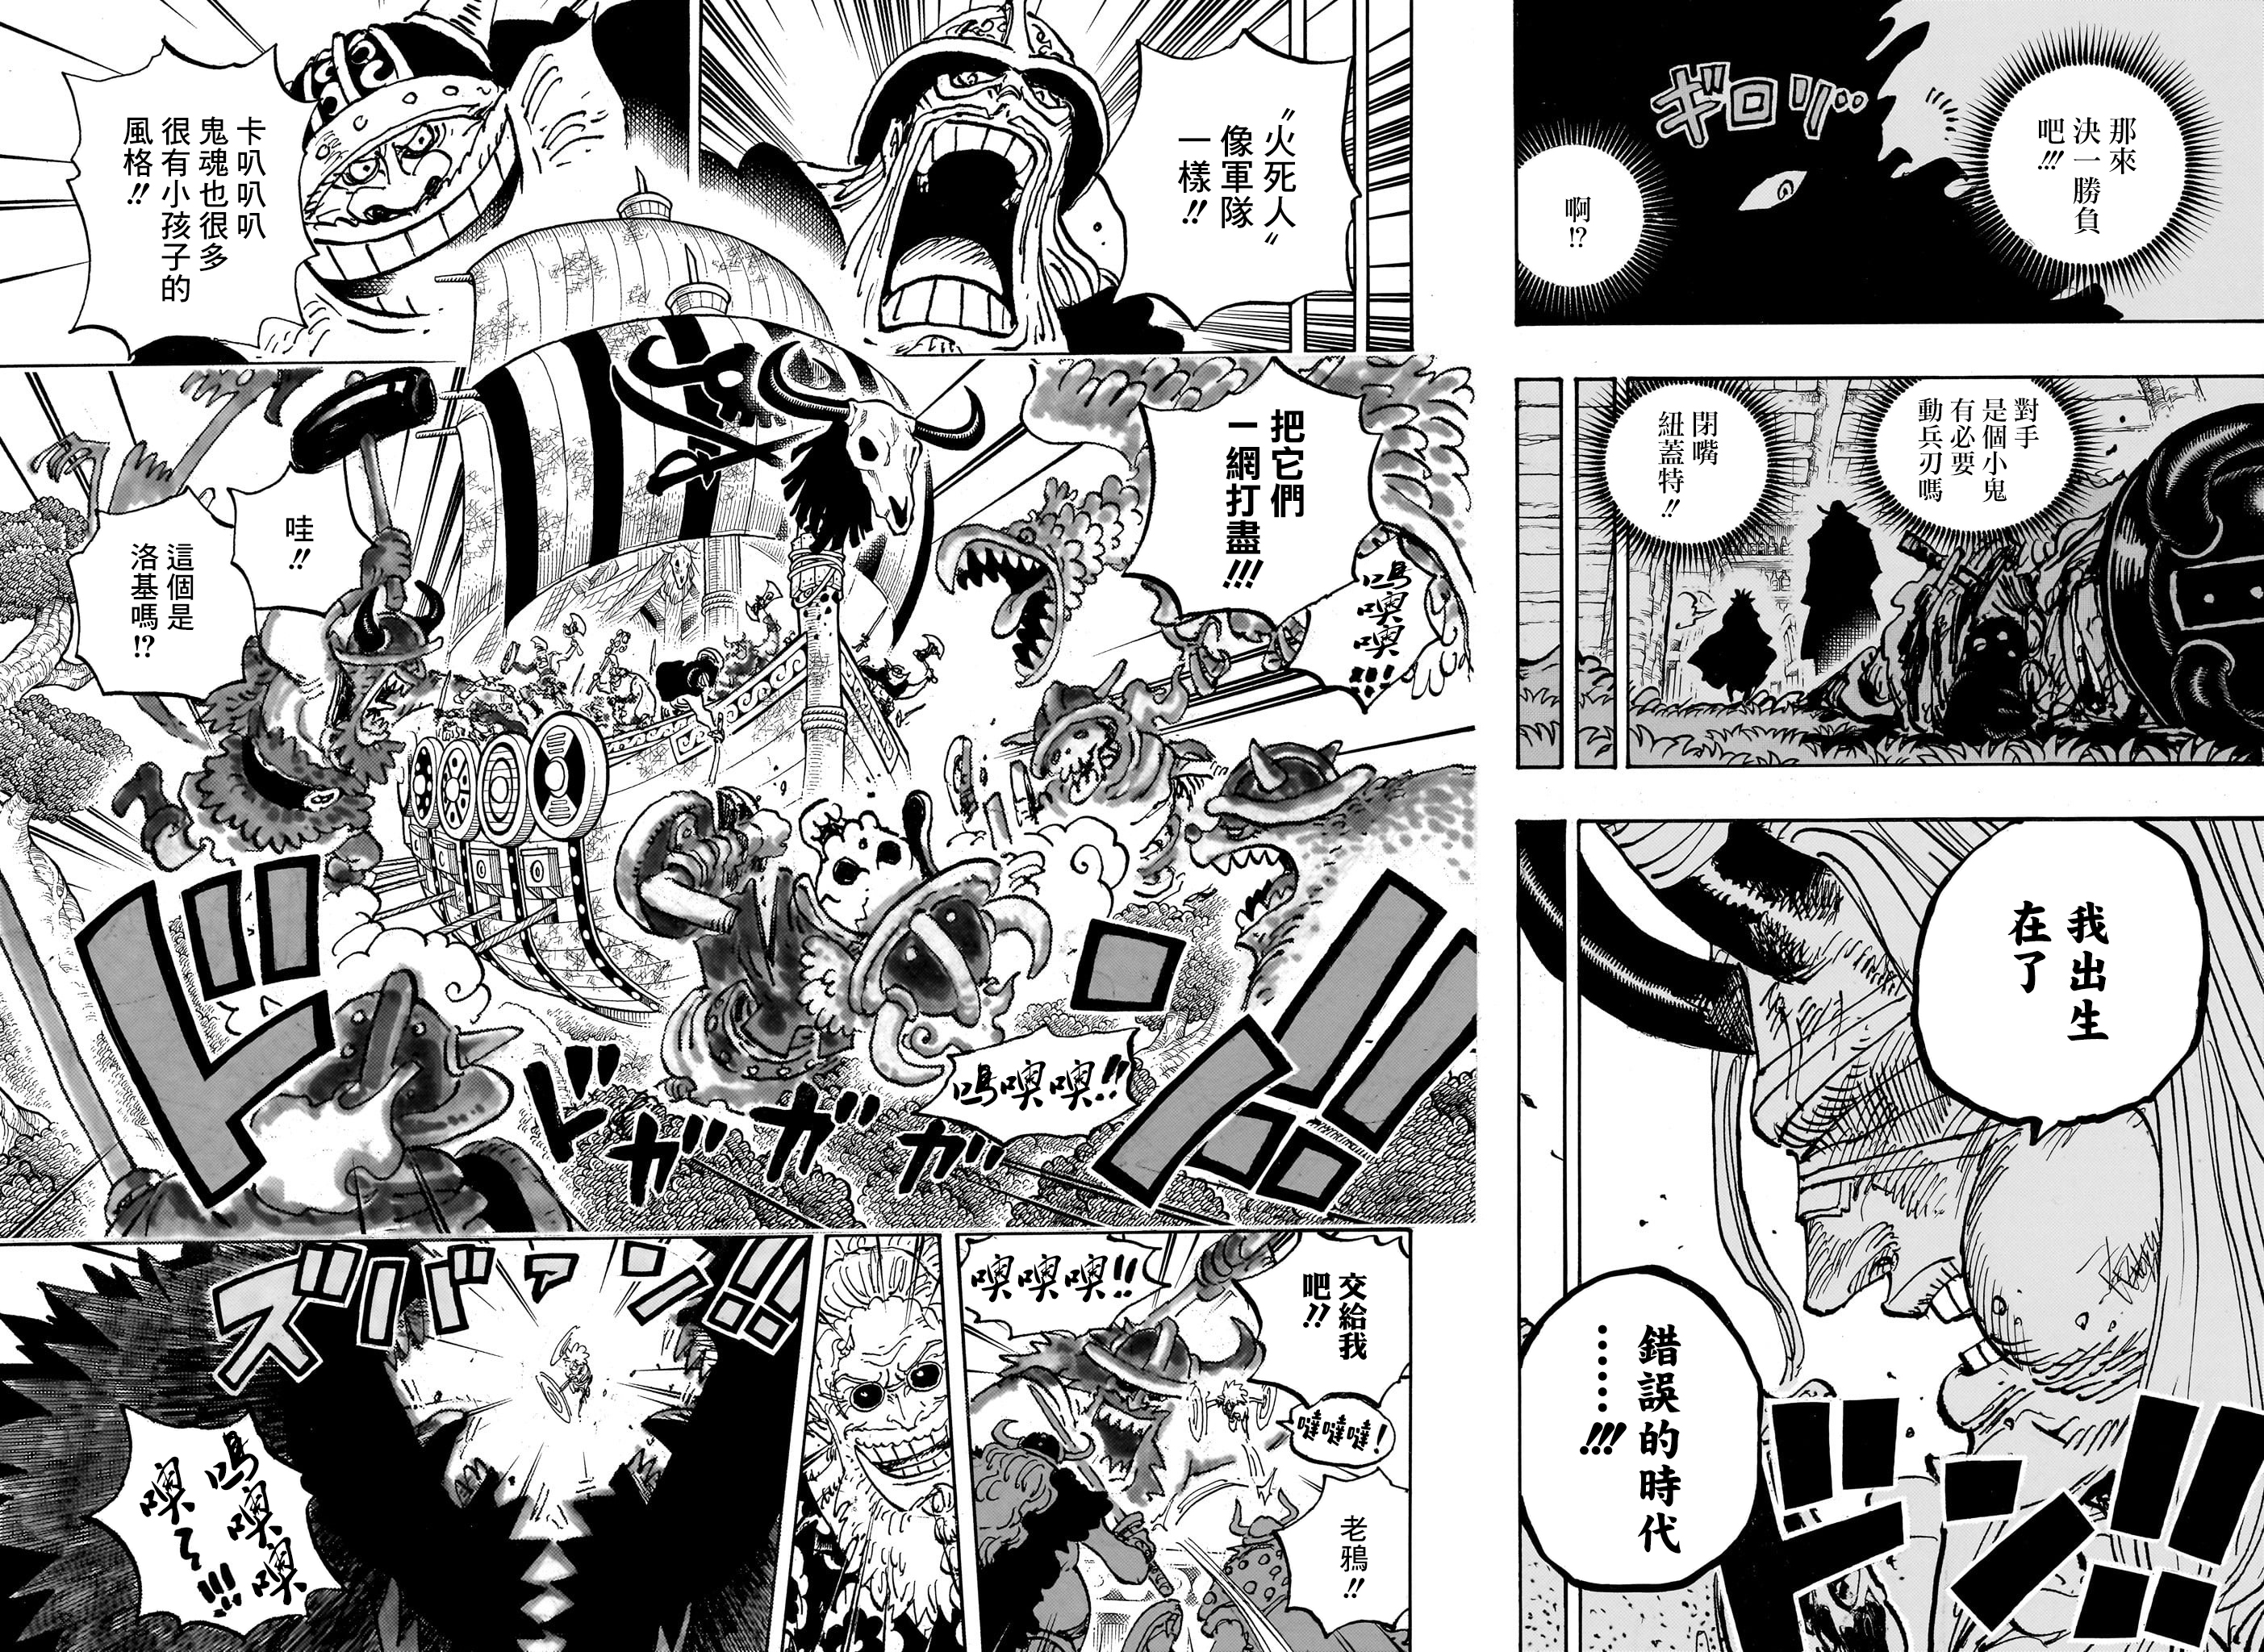 那來
決一勝負
吧!!!
ギロリ‥
啊
!?
對手
是個小鬼
有必要
動兵刃嗎
閉嘴
紐蓋特!!
我出生
在了
錯誤的時代
……!!!
ドン!!
"火死人"
像軍隊
一樣!!
卡叭叭叭
鬼魂也很多
很有小孩子的
風格!!
把它們
一網打盡!!!
嗚噢噢!!!
哇!!
這個是
洛基嗎!?
嗚噢噢!!
ドン!!
ドガガガ
交給我
吧!!
噢噢噢!!
噠噠噠!
老鴉!!
ズバァン!!
嗚噢噢
噢〜!!!